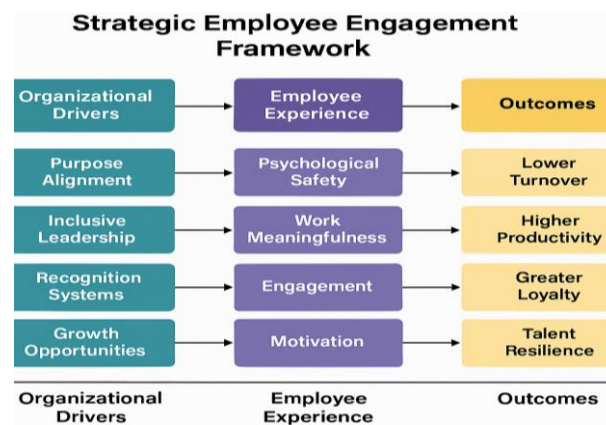 Strategic Employee Engagement
Framework
Organizational
Drivers
Employee
Experience
Outcomes
Purpose
Alignment
Psychological
Safety
Lower
Turnover
Inclusive
Leadership
Work
Meaningfulness
Higher
Productivity
Recognition
Systems
Engagement
Greater
Loyalty
Growth
Opportunities
Motivation
Talent
Resilience
Organizational
Drivers
Employee
Experience
Outcomes